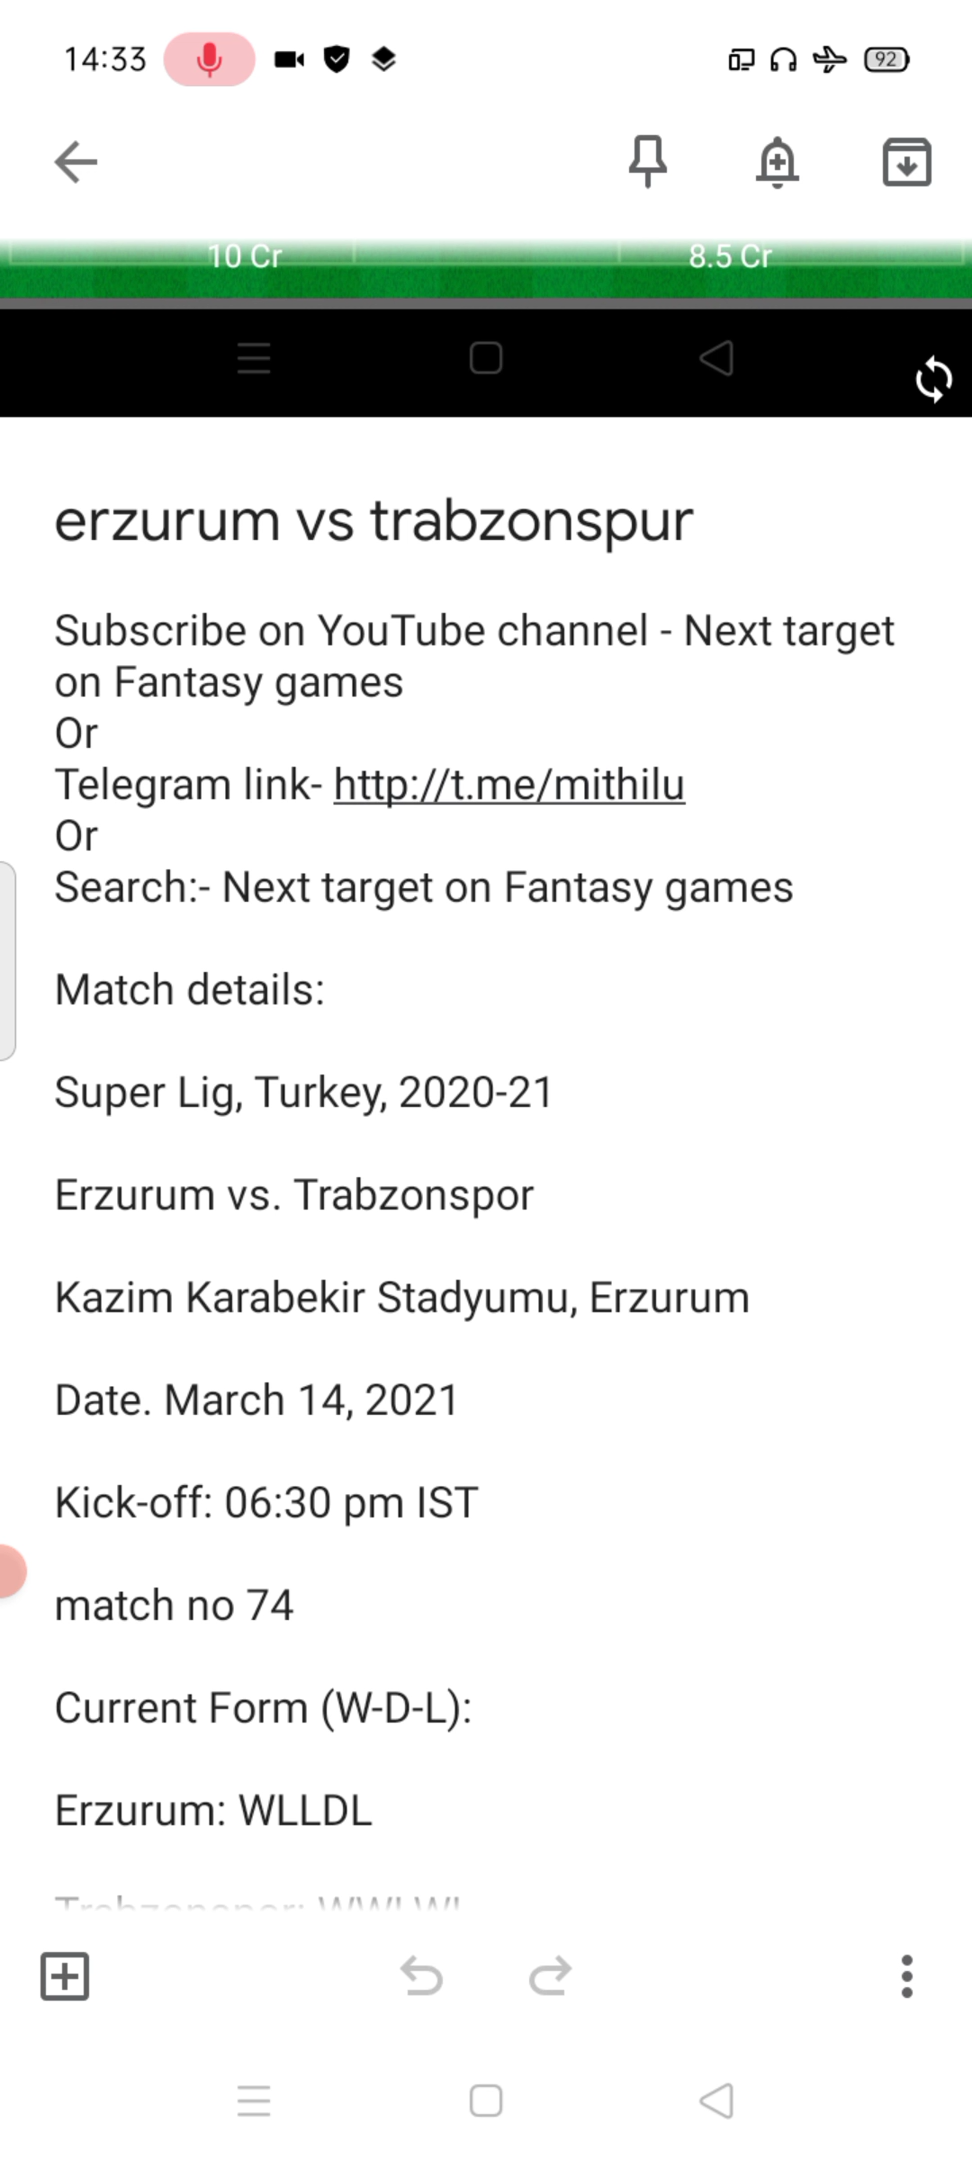 14:33
92
10 Cr 8.5 Cr
erzurum vs trabzonspur
Subscribe on YouTube channel - Next target
on Fantasy games
Or
Telegram link- http://t.me/mithilu
Or
Search:- Next target on Fantasy games
Match details:
Super Lig, Turkey, 2020-21
Erzurum vs. Trabzonspor
Kazim Karabekir Stadyumu, Erzurum
Date. March 14, 2021
Kick-off: 06:30 pm IST
match no 74
Current Form (W-D-L):
Erzurum: WLLDL